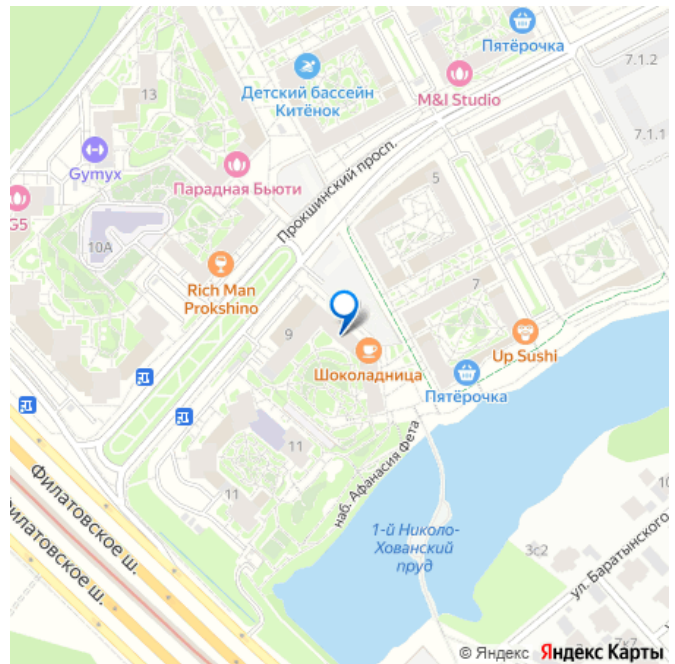 Пятёрочка
7.1.2
Детский бассейн
Китёнок
M&I Studio
13
7.1.1
Gymyx
Парадная Бьюти
Прокшинский просп.
5
G5
10А
Rich Man
Prokshino
7
9
Up Sushi
Шоколадница
Пятёрочка
11
наб. Афанасия Фета
11
Филатовское ш.
1-й Николо-
Хованский
пруд
3с2
ул. Баратынского
Филатовское ш.
7к7
© Яндекс Яндекс Карты